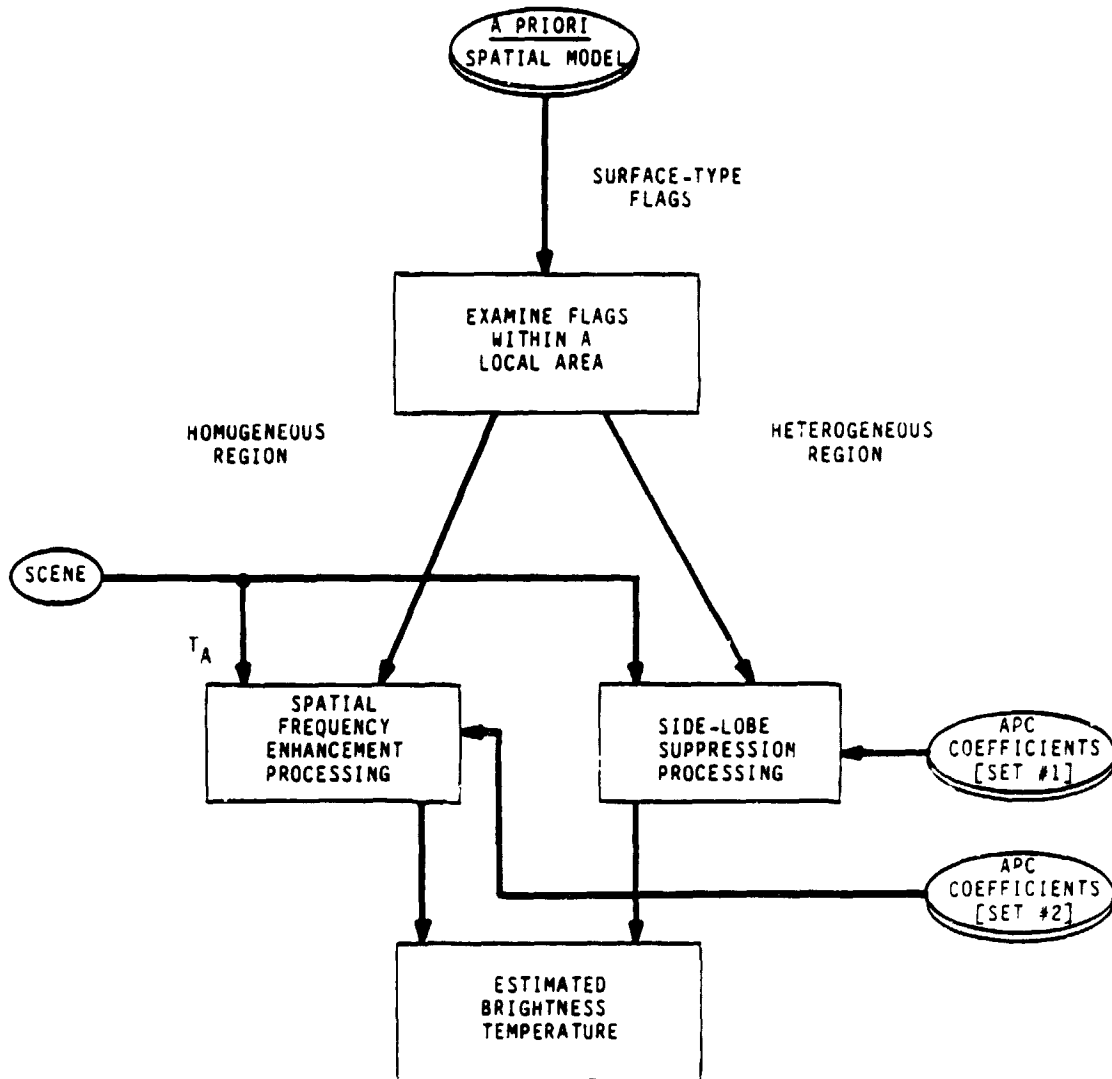 A PRIORI
SPATIAL MODEL
SURFACE-TYPE
FLAGS
EXAMINE FLAGS
WITHIN A
LOCAL AREA
HOMOGENEOUS
REGION
HETEROGENEOUS
REGION
SCENE
TA
SPATIAL
FREQUENCY
ENHANCEMENT
PROCESSING
SIDE-LOBE
SUPPRESSION
PROCESSING
APC
COEFFICIENTS
[SET #1]
APC
COEFFICIENTS
[SET #2]
ESTIMATED
BRIGHTNESS
TEMPERATURE